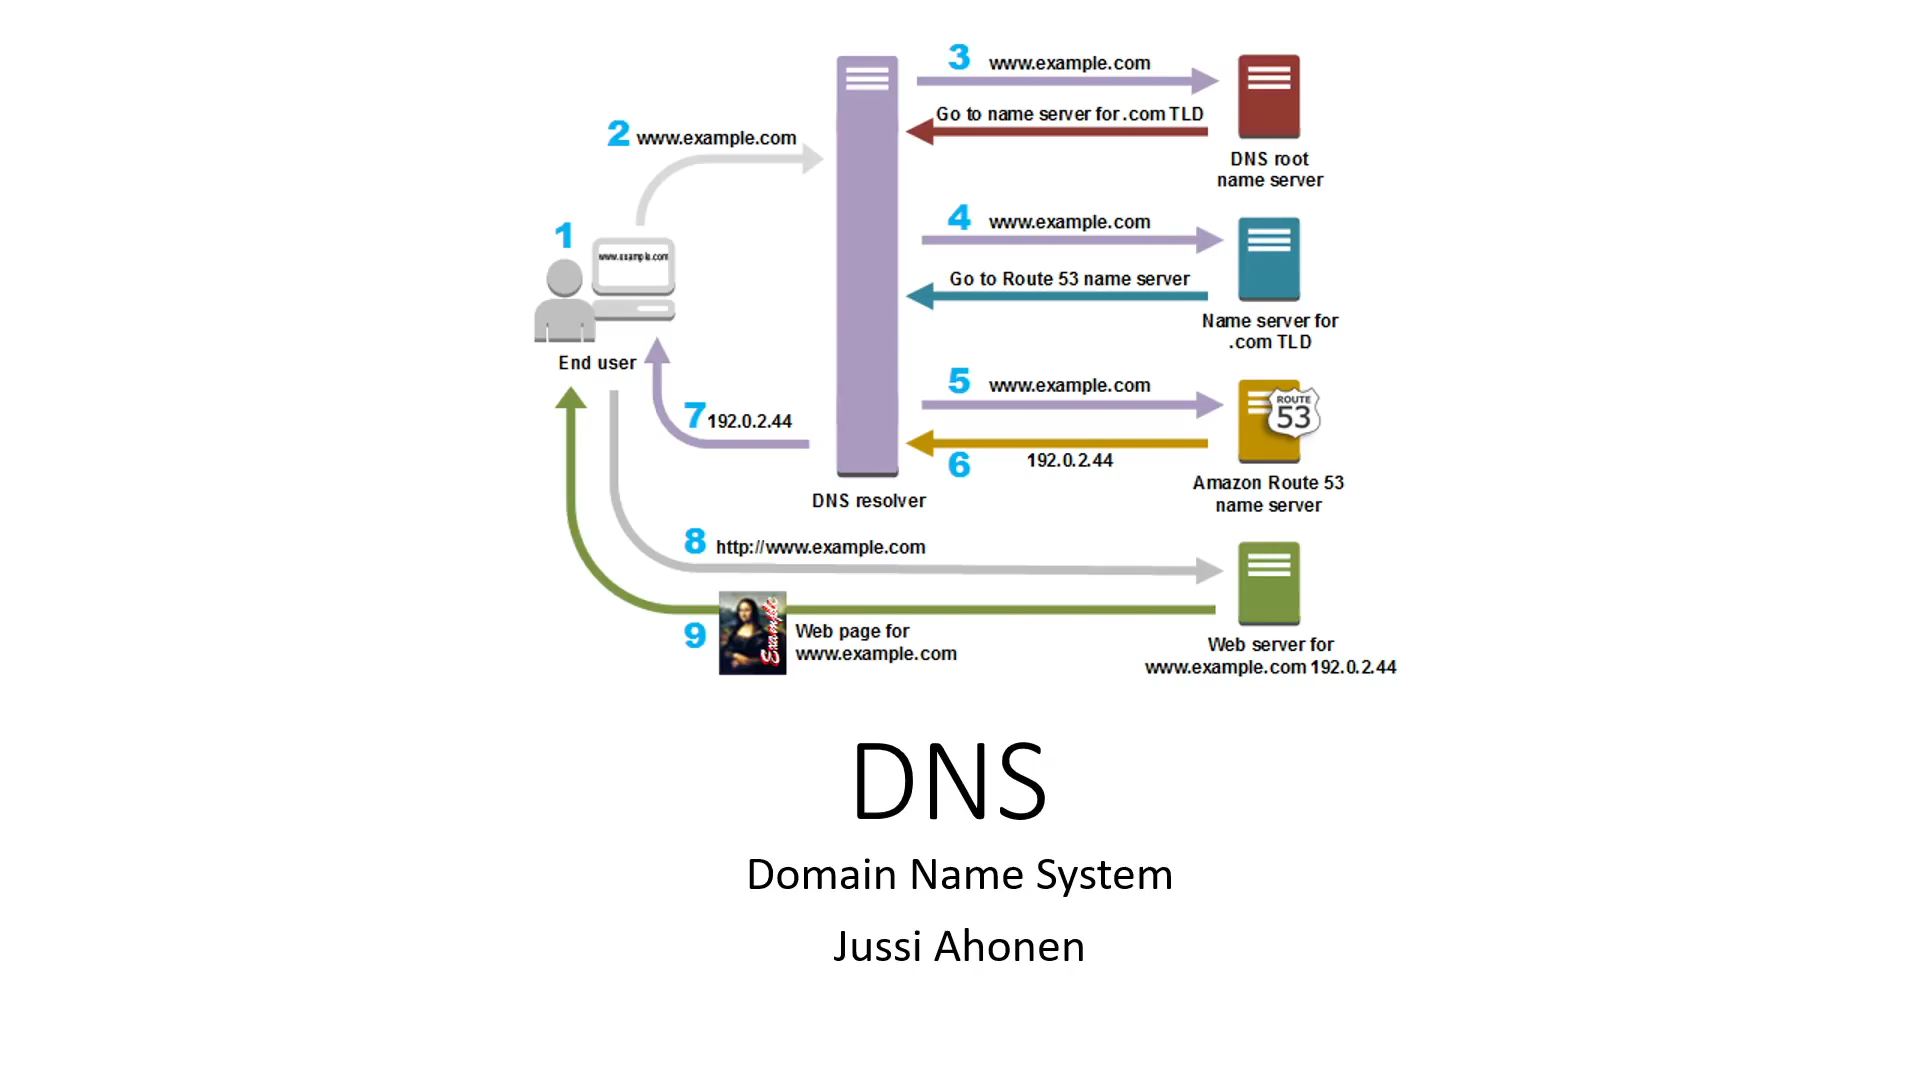 3 www.example.com
Go to name server for .com TLD
DNS root
name server
2 www.example.com
1
www.example.com
End user
4 www.example.com
Go to Route 53 name server
Name server for
.com TLD
5 www.example.com
ROUTE
53
6 192.0.2.44
Amazon Route 53
name server
7 192.0.2.44
DNS resolver
8 http://www.example.com
9
Example
Web page for
www.example.com
Web server for
www.example.com 192.0.2.44
DNS
Domain Name System
Jussi Ahonen